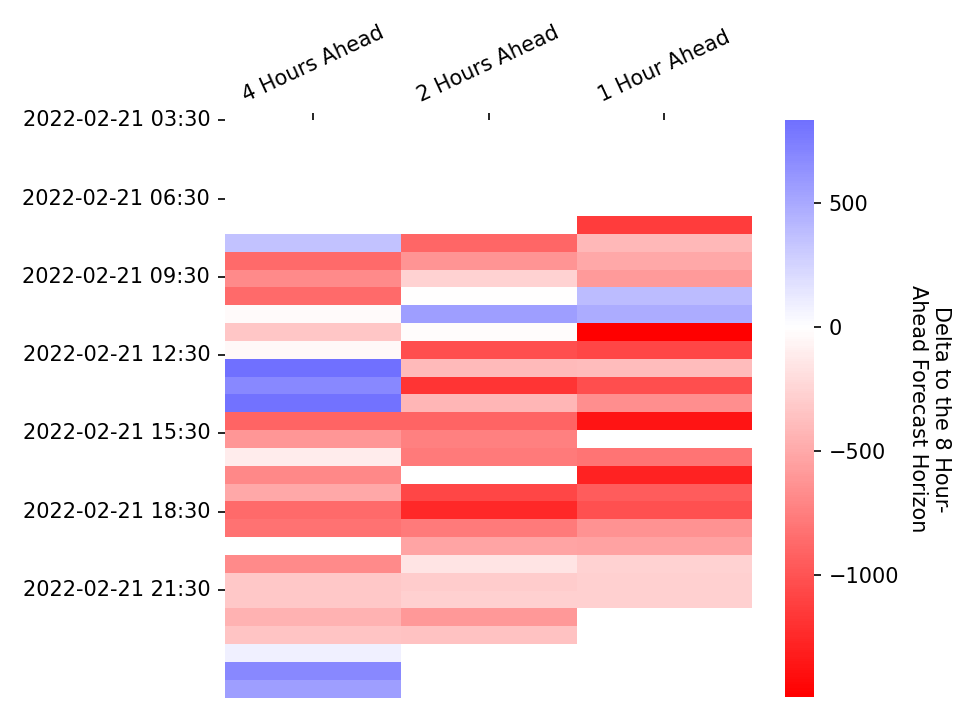 4 Hours Ahead
2 Hours Ahead
1 Hour Ahead
2022-02-21 03:30
2022-02-21 06:30
2022-02-21 09:30
2022-02-21 12:30
2022-02-21 15:30
2022-02-21 18:30
2022-02-21 21:30
500
0
−500
−1000
Delta to the 8 Hour-
Ahead Forecast Horizon